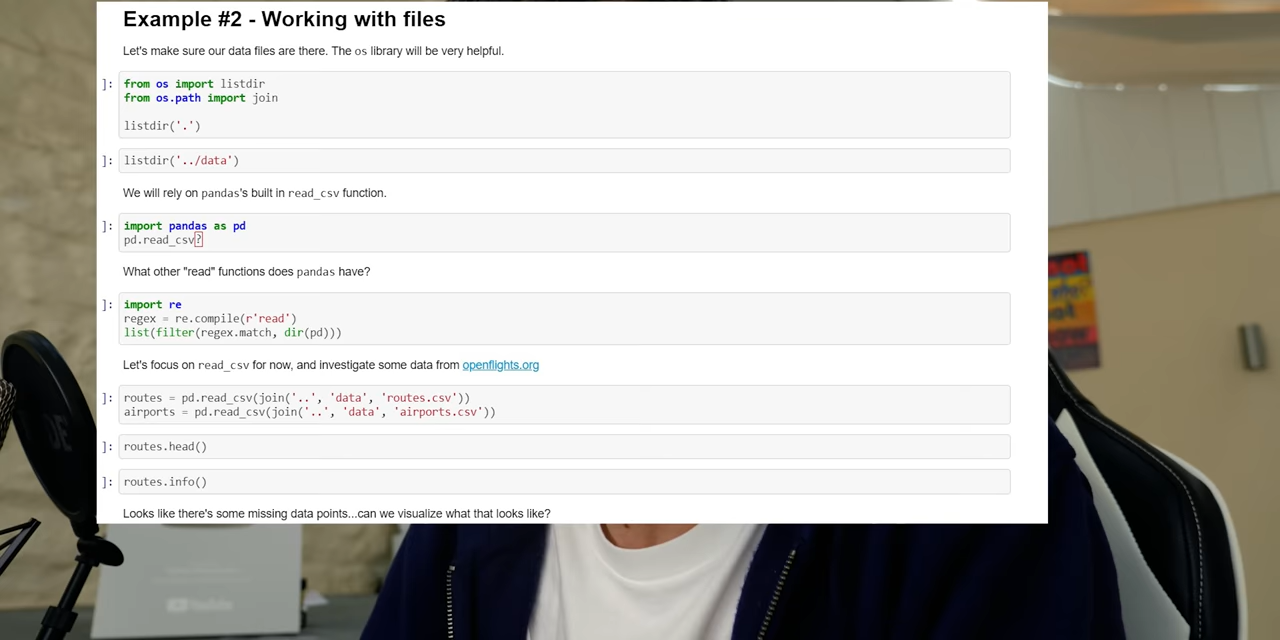 Example #2 - Working with files
Let's make sure our data files are there. The os library will be very helpful.
]: from os import listdir
from os.path import join
listdir('.')
]: listdir('../data')
We will rely on pandas's built in read_csv function.
]: import pandas as pd
pd.read_csv?
What other "read" functions does pandas have?
]: import re
regex = re.compile(r'read')
list(filter(regex.match, dir(pd)))
Let's focus on read_csv for now, and investigate some data from openflights.org
]: routes = pd.read_csv(join('..', 'data', 'routes.csv'))
airports = pd.read_csv(join('..', 'data', 'airports.csv'))
]: routes.head()
]: routes.info()
Looks like there's some missing data points...can we visualize what that looks like?
YouTube